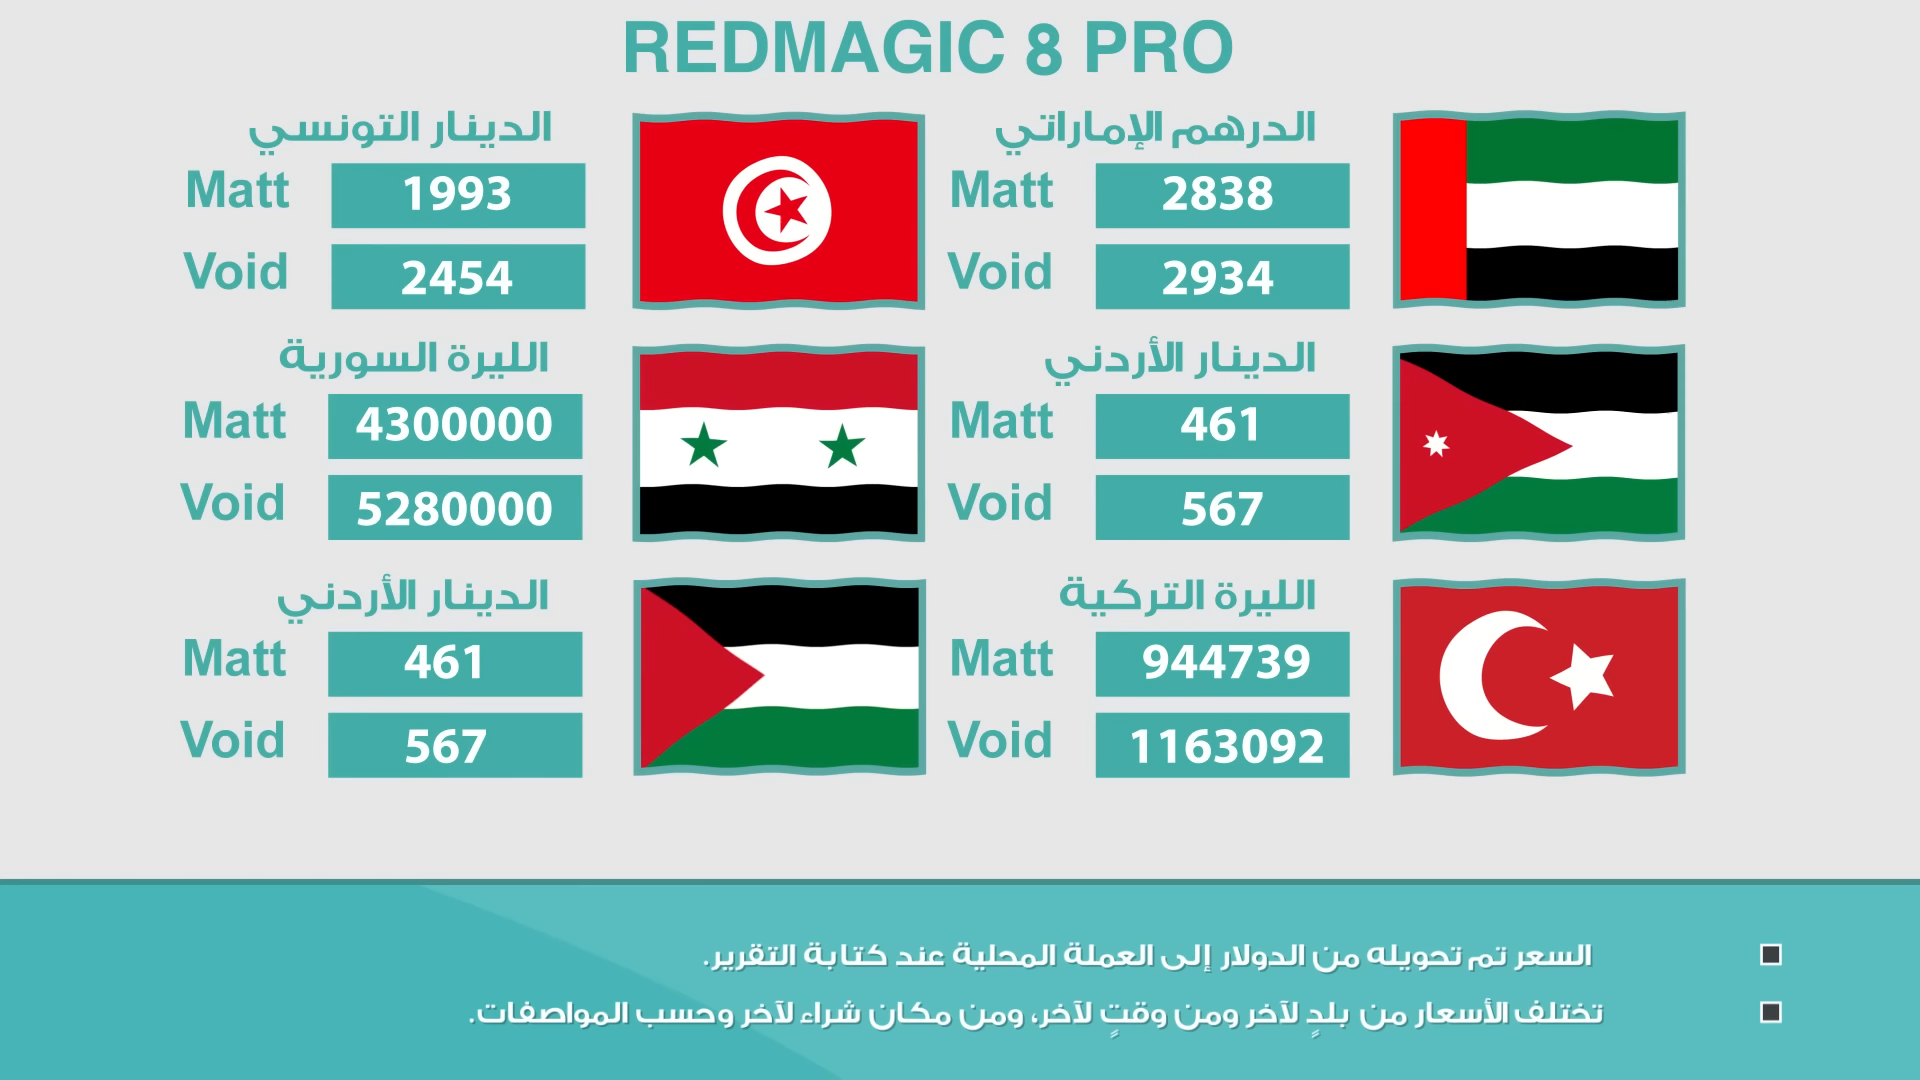 REDMAGIC 8 PRO
الدرهم الإماراتي
Matt 2838
Void 2934
الدينار التونسي
Matt 1993
Void 2454
الدينار الأردني
Matt 461
Void 567
الليرة السورية
Matt 4300000
Void 5280000
الليرة التركية
Matt 944739
Void 1163092
الدينار الأردني
Matt 461
Void 567
السعر تم تحويله من الدولار إلى العملة المحلية عند كتابة التقرير.
تختلف الأسعار من بلدٍ لآخر ومن وقتٍ لآخر، ومن مكان شراء لآخر وحسب المواصفات.